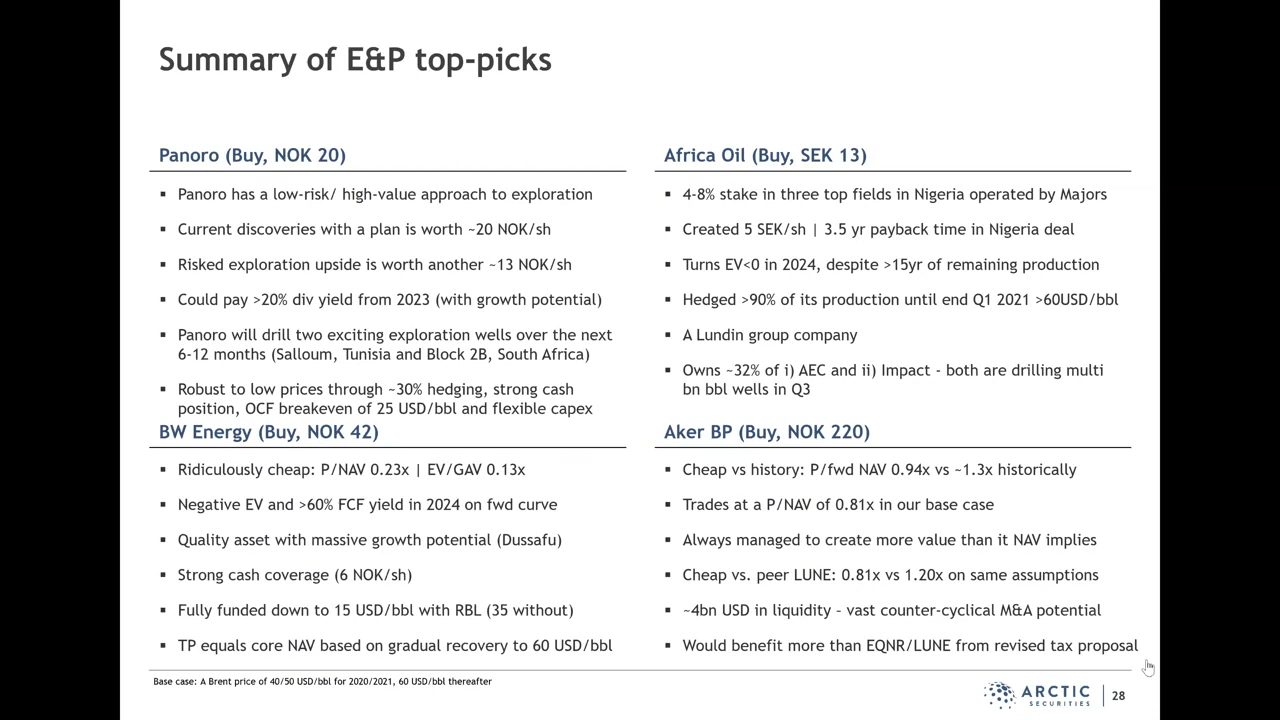 Summary of E&P top-picks
Panoro (Buy, NOK 20)
▪ Panoro has a low-risk/ high-value approach to exploration
▪ Current discoveries with a plan is worth ~20 NOK/sh
▪ Risked exploration upside is worth another ~13 NOK/sh
▪ Could pay >20% div yield from 2023 (with growth potential)
▪ Panoro will drill two exciting exploration wells over the next
6-12 months (Salloum, Tunisia and Block 2B, South Africa)
▪ Robust to low prices through ~30% hedging, strong cash
position, OCF breakeven of 25 USD/bbl and flexible capex
Africa Oil (Buy, SEK 13)
▪ 4-8% stake in three top fields in Nigeria operated by Majors
▪ Created 5 SEK/sh | 3.5 yr payback time in Nigeria deal
▪ Turns EV<0 in 2024, despite >15yr of remaining production
▪ Hedged >90% of its production until end Q1 2021 >60USD/bbl
▪ A Lundin group company
▪ Owns ~32% of i) AEC and ii) Impact - both are drilling multi
bn bbl wells in Q3
BW Energy (Buy, NOK 42)
▪ Ridiculously cheap: P/NAV 0.23x | EV/GAV 0.13x
▪ Negative EV and >60% FCF yield in 2024 on fwd curve
▪ Quality asset with massive growth potential (Dussafu)
▪ Strong cash coverage (6 NOK/sh)
▪ Fully funded down to 15 USD/bbl with RBL (35 without)
▪ TP equals core NAV based on gradual recovery to 60 USD/bbl
Aker BP (Buy, NOK 220)
▪ Cheap vs history: P/fwd NAV 0.94x vs ~1.3x historically
▪ Trades at a P/NAV of 0.81x in our base case
▪ Always managed to create more value than it NAV implies
▪ Cheap vs. peer LUNE: 0.81x vs 1.20x on same assumptions
▪ ~4bn USD in liquidity – vast counter-cyclical M&A potential
▪ Would benefit more than EQNR/LUNE from revised tax proposal
Base case: A Brent price of 40/50 USD/bbl for 2020/2021, 60 USD/bbl thereafter
ARCTIC
SECURITIES
28